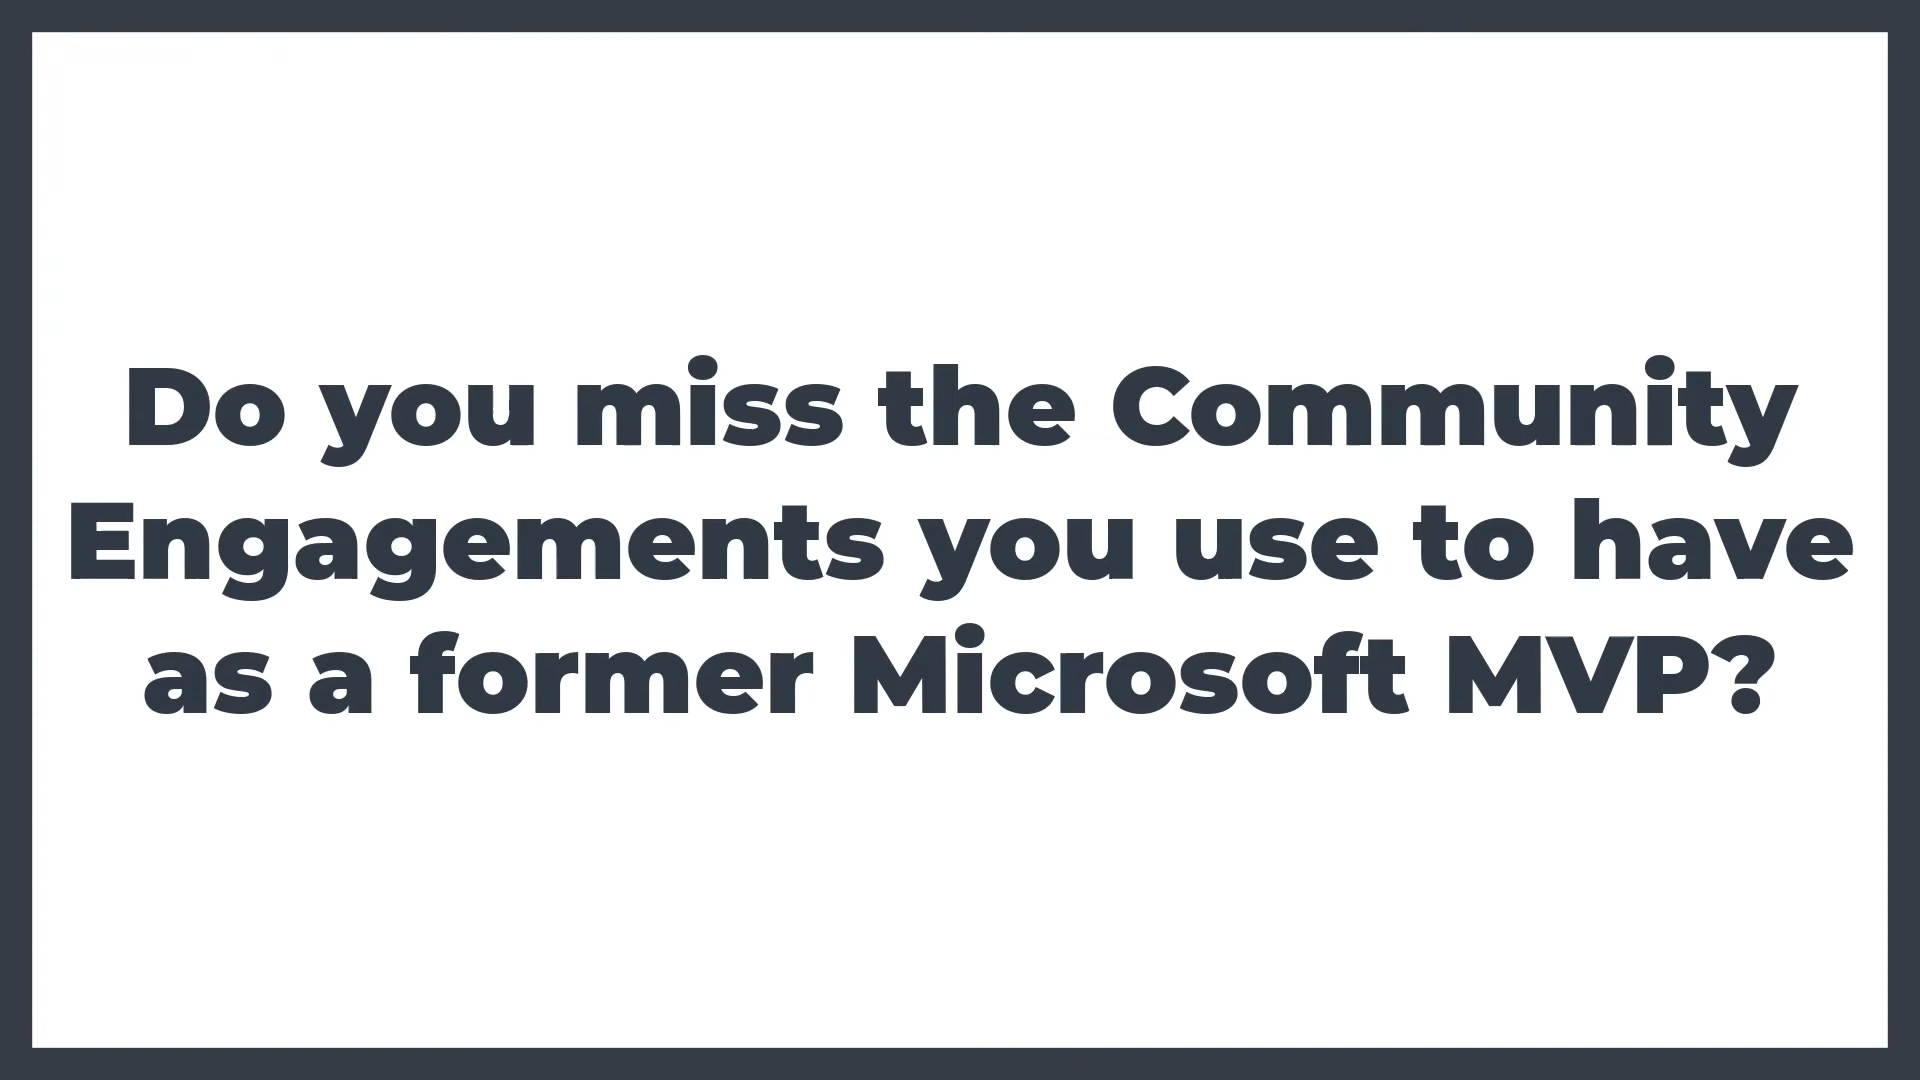 Do you miss the Community
Engagements you use to have
as a former Microsoft MVP?